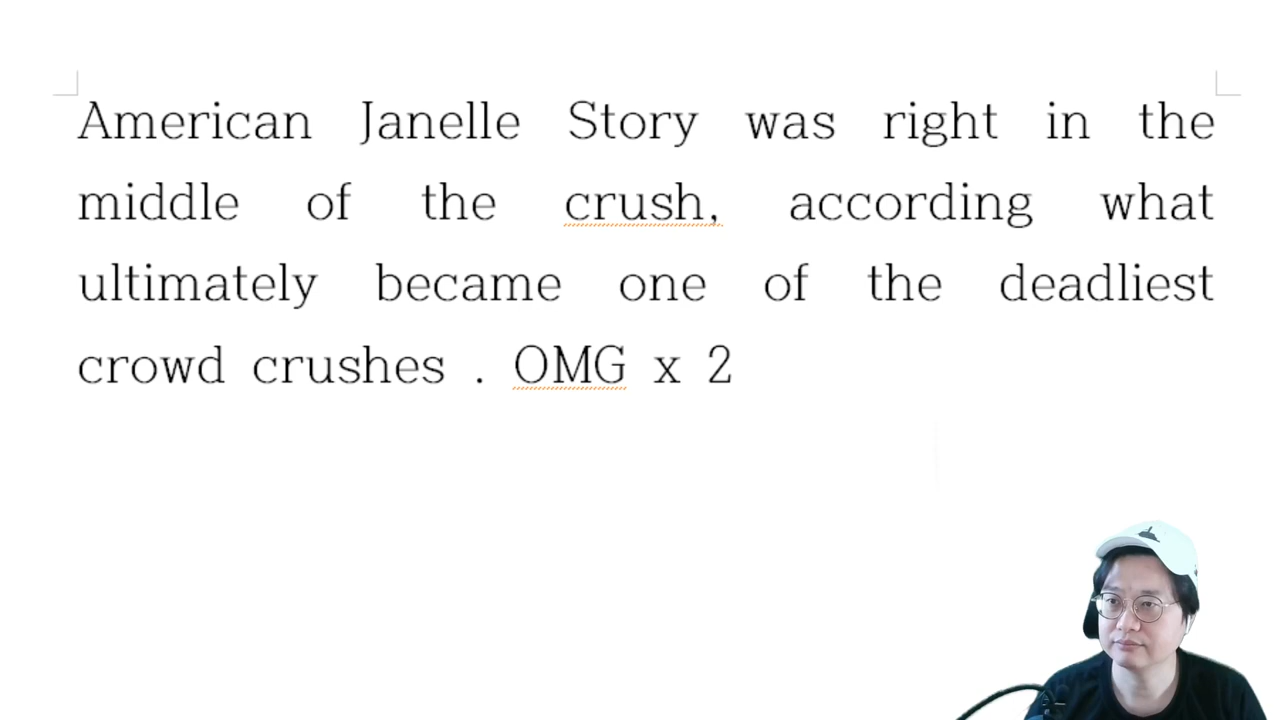 American Janelle Story was right in the
middle of the crush, according what
ultimately became one of the deadliest
crowd crushes . OMG x 2